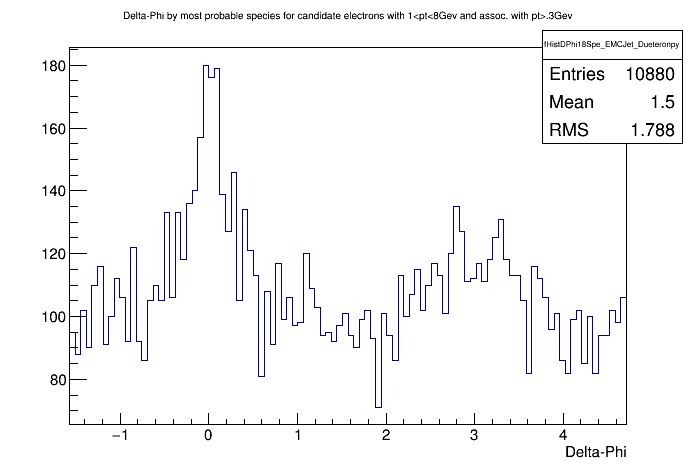 Delta-Phi by most probable species for candidate electrons with 1<pt<8Gev and assoc. with pt>.3Gev
fHistDPhi18Spe_EMCJet_Dueteronpy
Entries 10880
Mean 1.5
RMS 1.788
180
160
140
120
100
80
−1 0 1 2 3 4
Delta-Phi